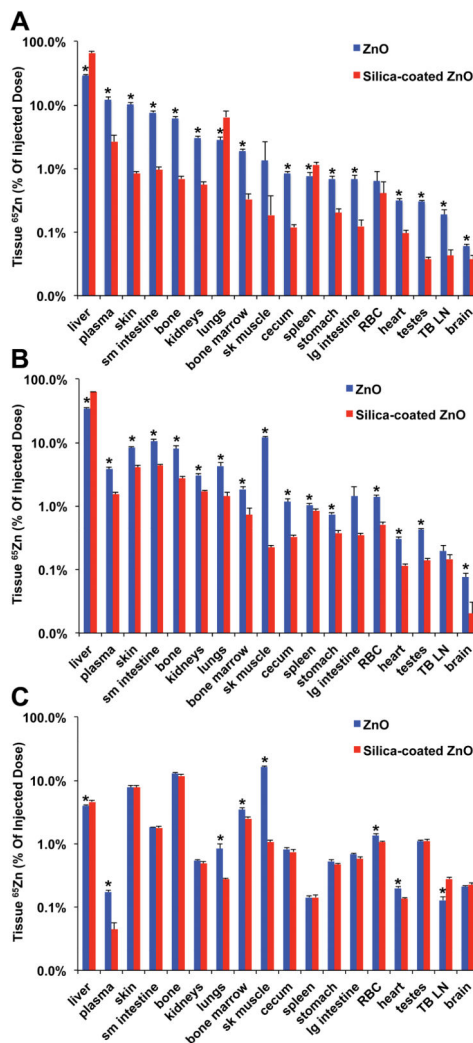 A
100.0%
10.0%
1.0%
0.1%
0.0%
Tissue ⁶⁵Zn (% Of Injected Dose)
ZnO
Silica-coated ZnO
* * * * * * * * * * * * * * * *
liver
plasma
skin
sm intestine
bone
kidneys
lungs
bone marrow
sk muscle
cecum
spleen
stomach
lg intestine
RBC
heart
testes
TB LN
brain
B
100.0%
10.0%
1.0%
0.1%
0.0%
Tissue ⁶⁵Zn (% Of Injected Dose)
ZnO
Silica-coated ZnO
* * * * * * * * * * * * * * * *
liver
plasma
skin
sm intestine
bone
kidneys
lungs
bone marrow
sk muscle
cecum
spleen
stomach
lg intestine
RBC
heart
testes
TB LN
brain
C
100.0%
10.0%
1.0%
0.1%
0.0%
Tissue ⁶⁵Zn (% Of Injected Dose)
ZnO
Silica-coated ZnO
* * * * * * * *
liver
plasma
skin
sm intestine
bone
kidneys
lungs
bone marrow
sk muscle
cecum
spleen
stomach
lg intestine
RBC
heart
testes
TB LN
brain